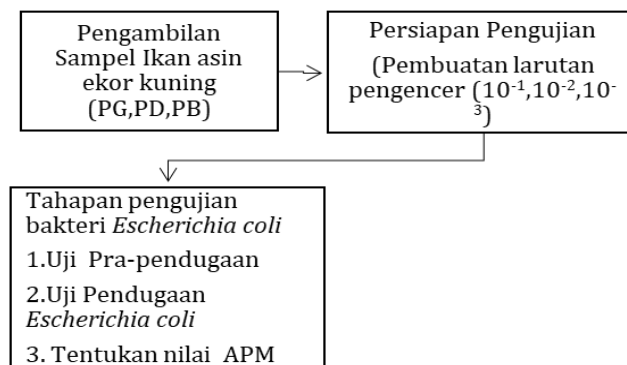 Pengambilan
Sampel Ikan asin
ekor kuning
(PG,PD,PB)
Persiapan Pengujian
(Pembuatan larutan
pengencer (10⁻¹,10⁻²,10⁻
³)
Tahapan pengujian
bakteri Escherichia coli
1.Uji Pra-pendugaan
2.Uji Pendugaan
Escherichia coli
3. Tentukan nilai APM